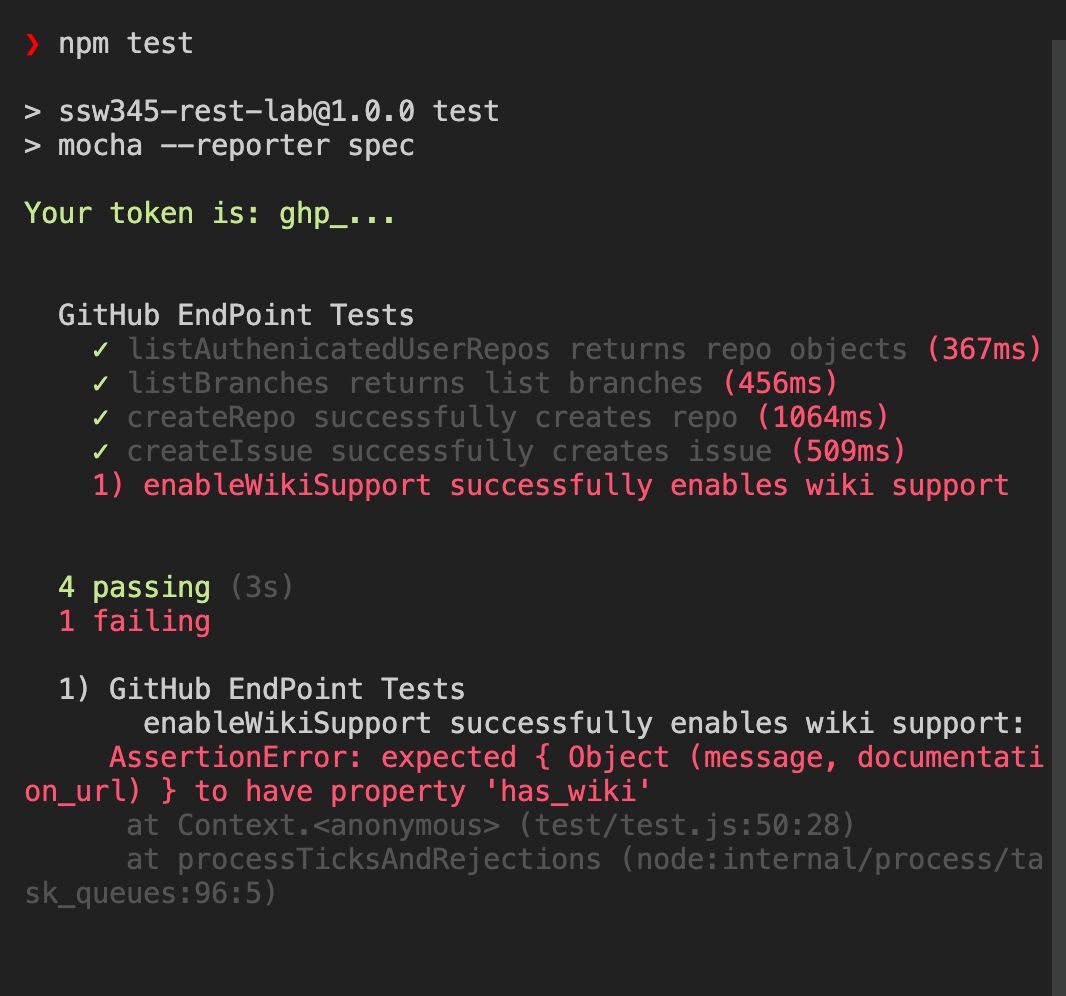 ❯ npm test
> ssw345-rest-lab@1.0.0 test
> mocha --reporter spec
Your token is: ghp_...
GitHub EndPoint Tests
✓ listAuthenicatedUserRepos returns repo objects (367ms)
✓ listBranches returns list branches (456ms)
✓ createRepo successfully creates repo (1064ms)
✓ createIssue successfully creates issue (509ms)
1) enableWikiSupport successfully enables wiki support
4 passing (3s)
1 failing
1) GitHub EndPoint Tests
enableWikiSupport successfully enables wiki support:
AssertionError: expected { Object (message, documentati
on_url) } to have property 'has_wiki'
at Context.<anonymous> (test/test.js:50:28)
at processTicksAndRejections (node:internal/process/ta
sk_queues:96:5)